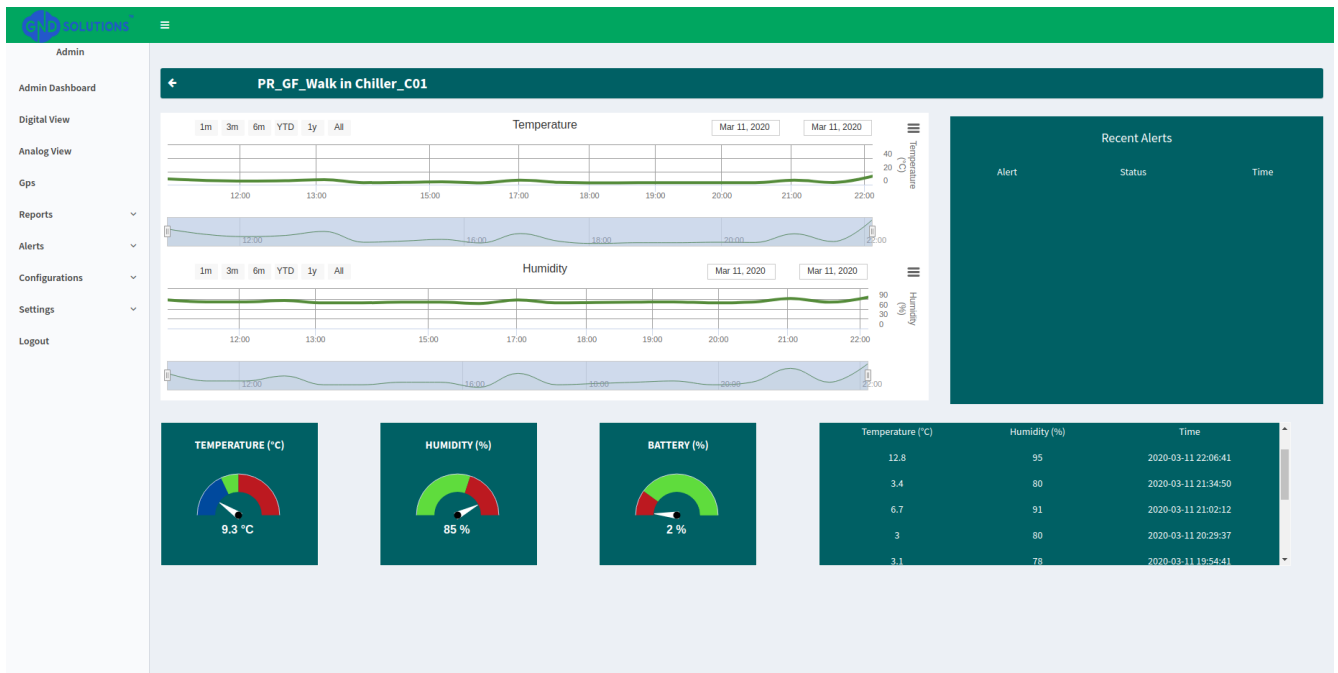 GND SOLUTIONS™
Admin
Admin Dashboard
Digital View
Analog View
Gps
Reports
Alerts
Configurations
Settings
Logout
PR_GF_Walk in Chiller_C01
1m 3m 6m YTD 1y All
Temperature
Mar 11, 2020 Mar 11, 2020
40
20
0
Temperature (°C)
12:00 13:00 15:00 17:00 18:00 19:00 20:00 21:00 22:00
12:00 16:00 18:00 20:00 22:00
1m 3m 6m YTD 1y All
Humidity
Mar 11, 2020 Mar 11, 2020
90
60
30
0
Humidity (%)
12:00 13:00 15:00 17:00 18:00 19:00 20:00 21:00 22:00
12:00 16:00 18:00 20:00 22:00
Recent Alerts
Alert Status Time
TEMPERATURE (°C)
9.3 °C
HUMIDITY (%)
85 %
BATTERY (%)
2 %
Temperature (°C) Humidity (%) Time
12.8 95 2020-03-11 22:06:41
3.4 80 2020-03-11 21:34:50
6.7 91 2020-03-11 21:02:12
3 80 2020-03-11 20:29:37
3.1 78 2020-03-11 19:54:41